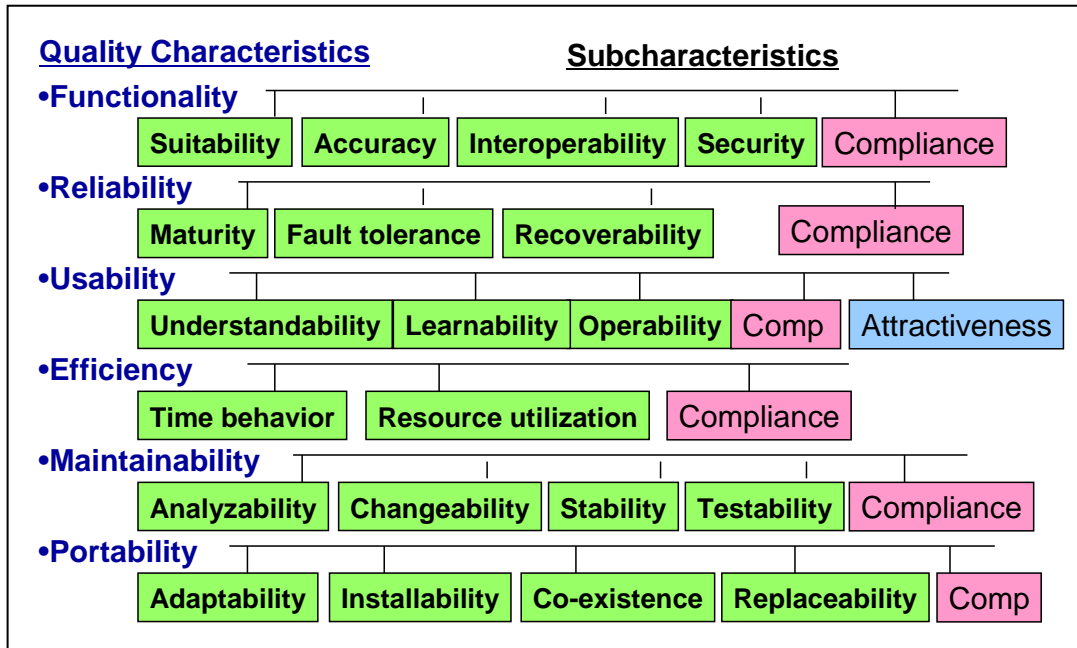 Quality Characteristics Subcharacteristics
•Functionality
Suitability Accuracy Interoperability Security Compliance
•Reliability
Maturity Fault tolerance Recoverability Compliance
•Usability
Understandability Learnability Operability Comp Attractiveness
•Efficiency
Time behavior Resource utilization Compliance
•Maintainability
Analyzability Changeability Stability Testability Compliance
•Portability
Adaptability Installability Co-existence Replaceability Comp